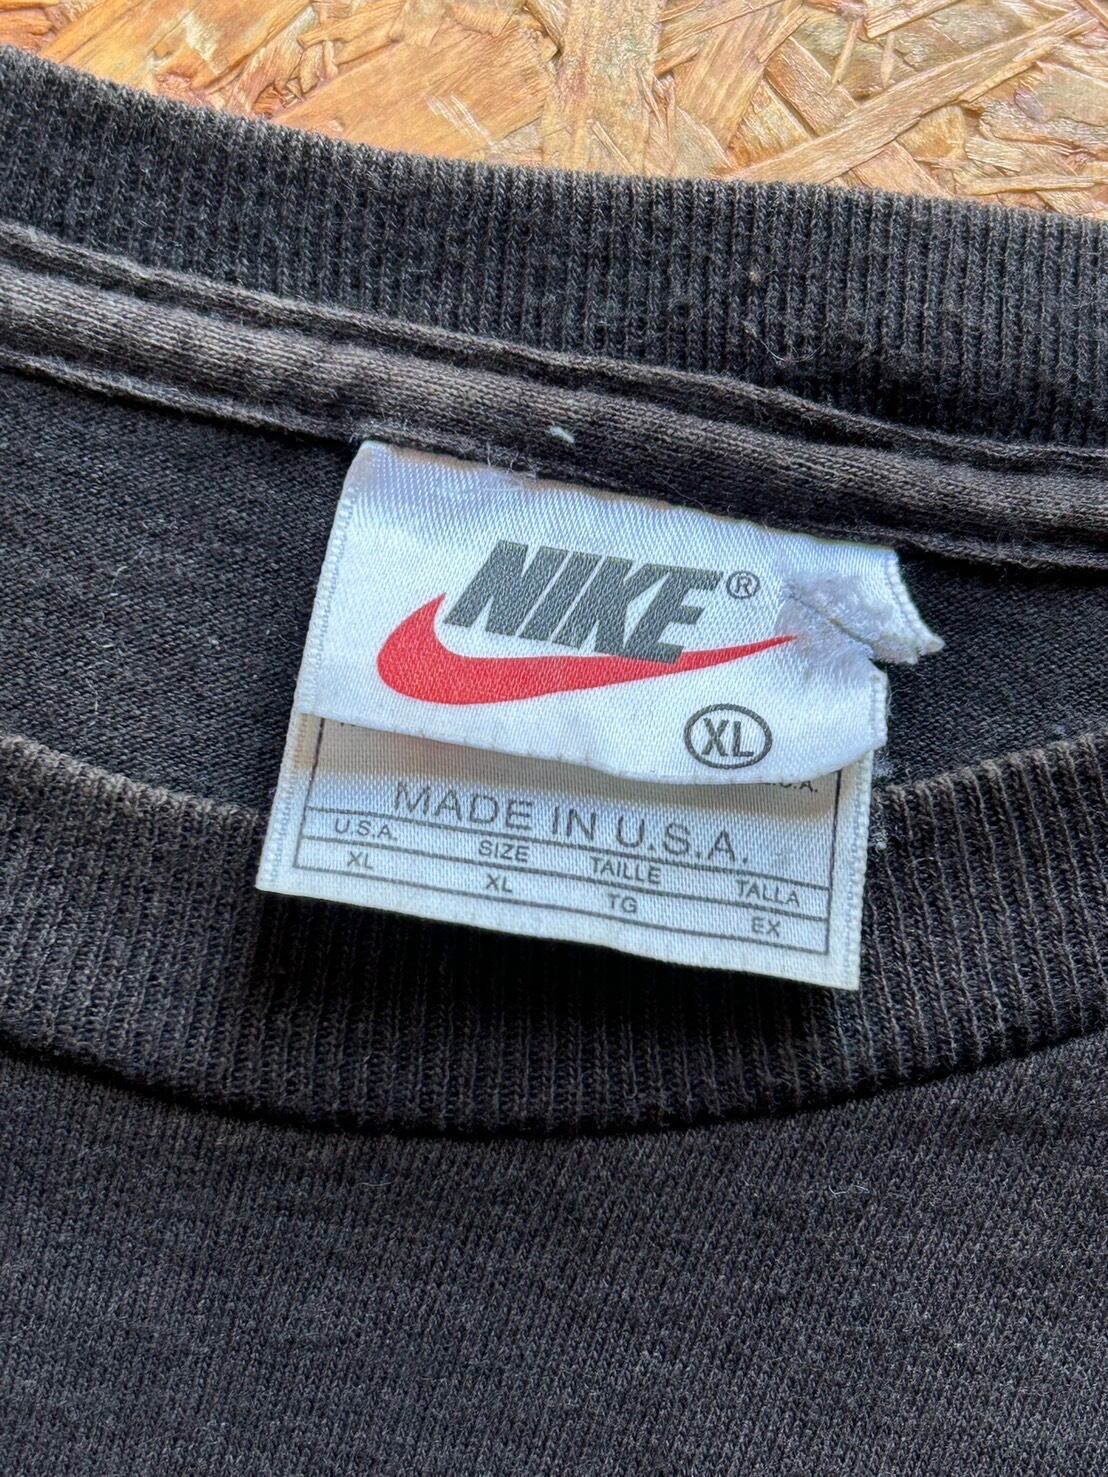 NIKE®
XL
MADE IN U.S.A.
U.S.A. SIZE TAILLE TALLA
XL XL TG EX